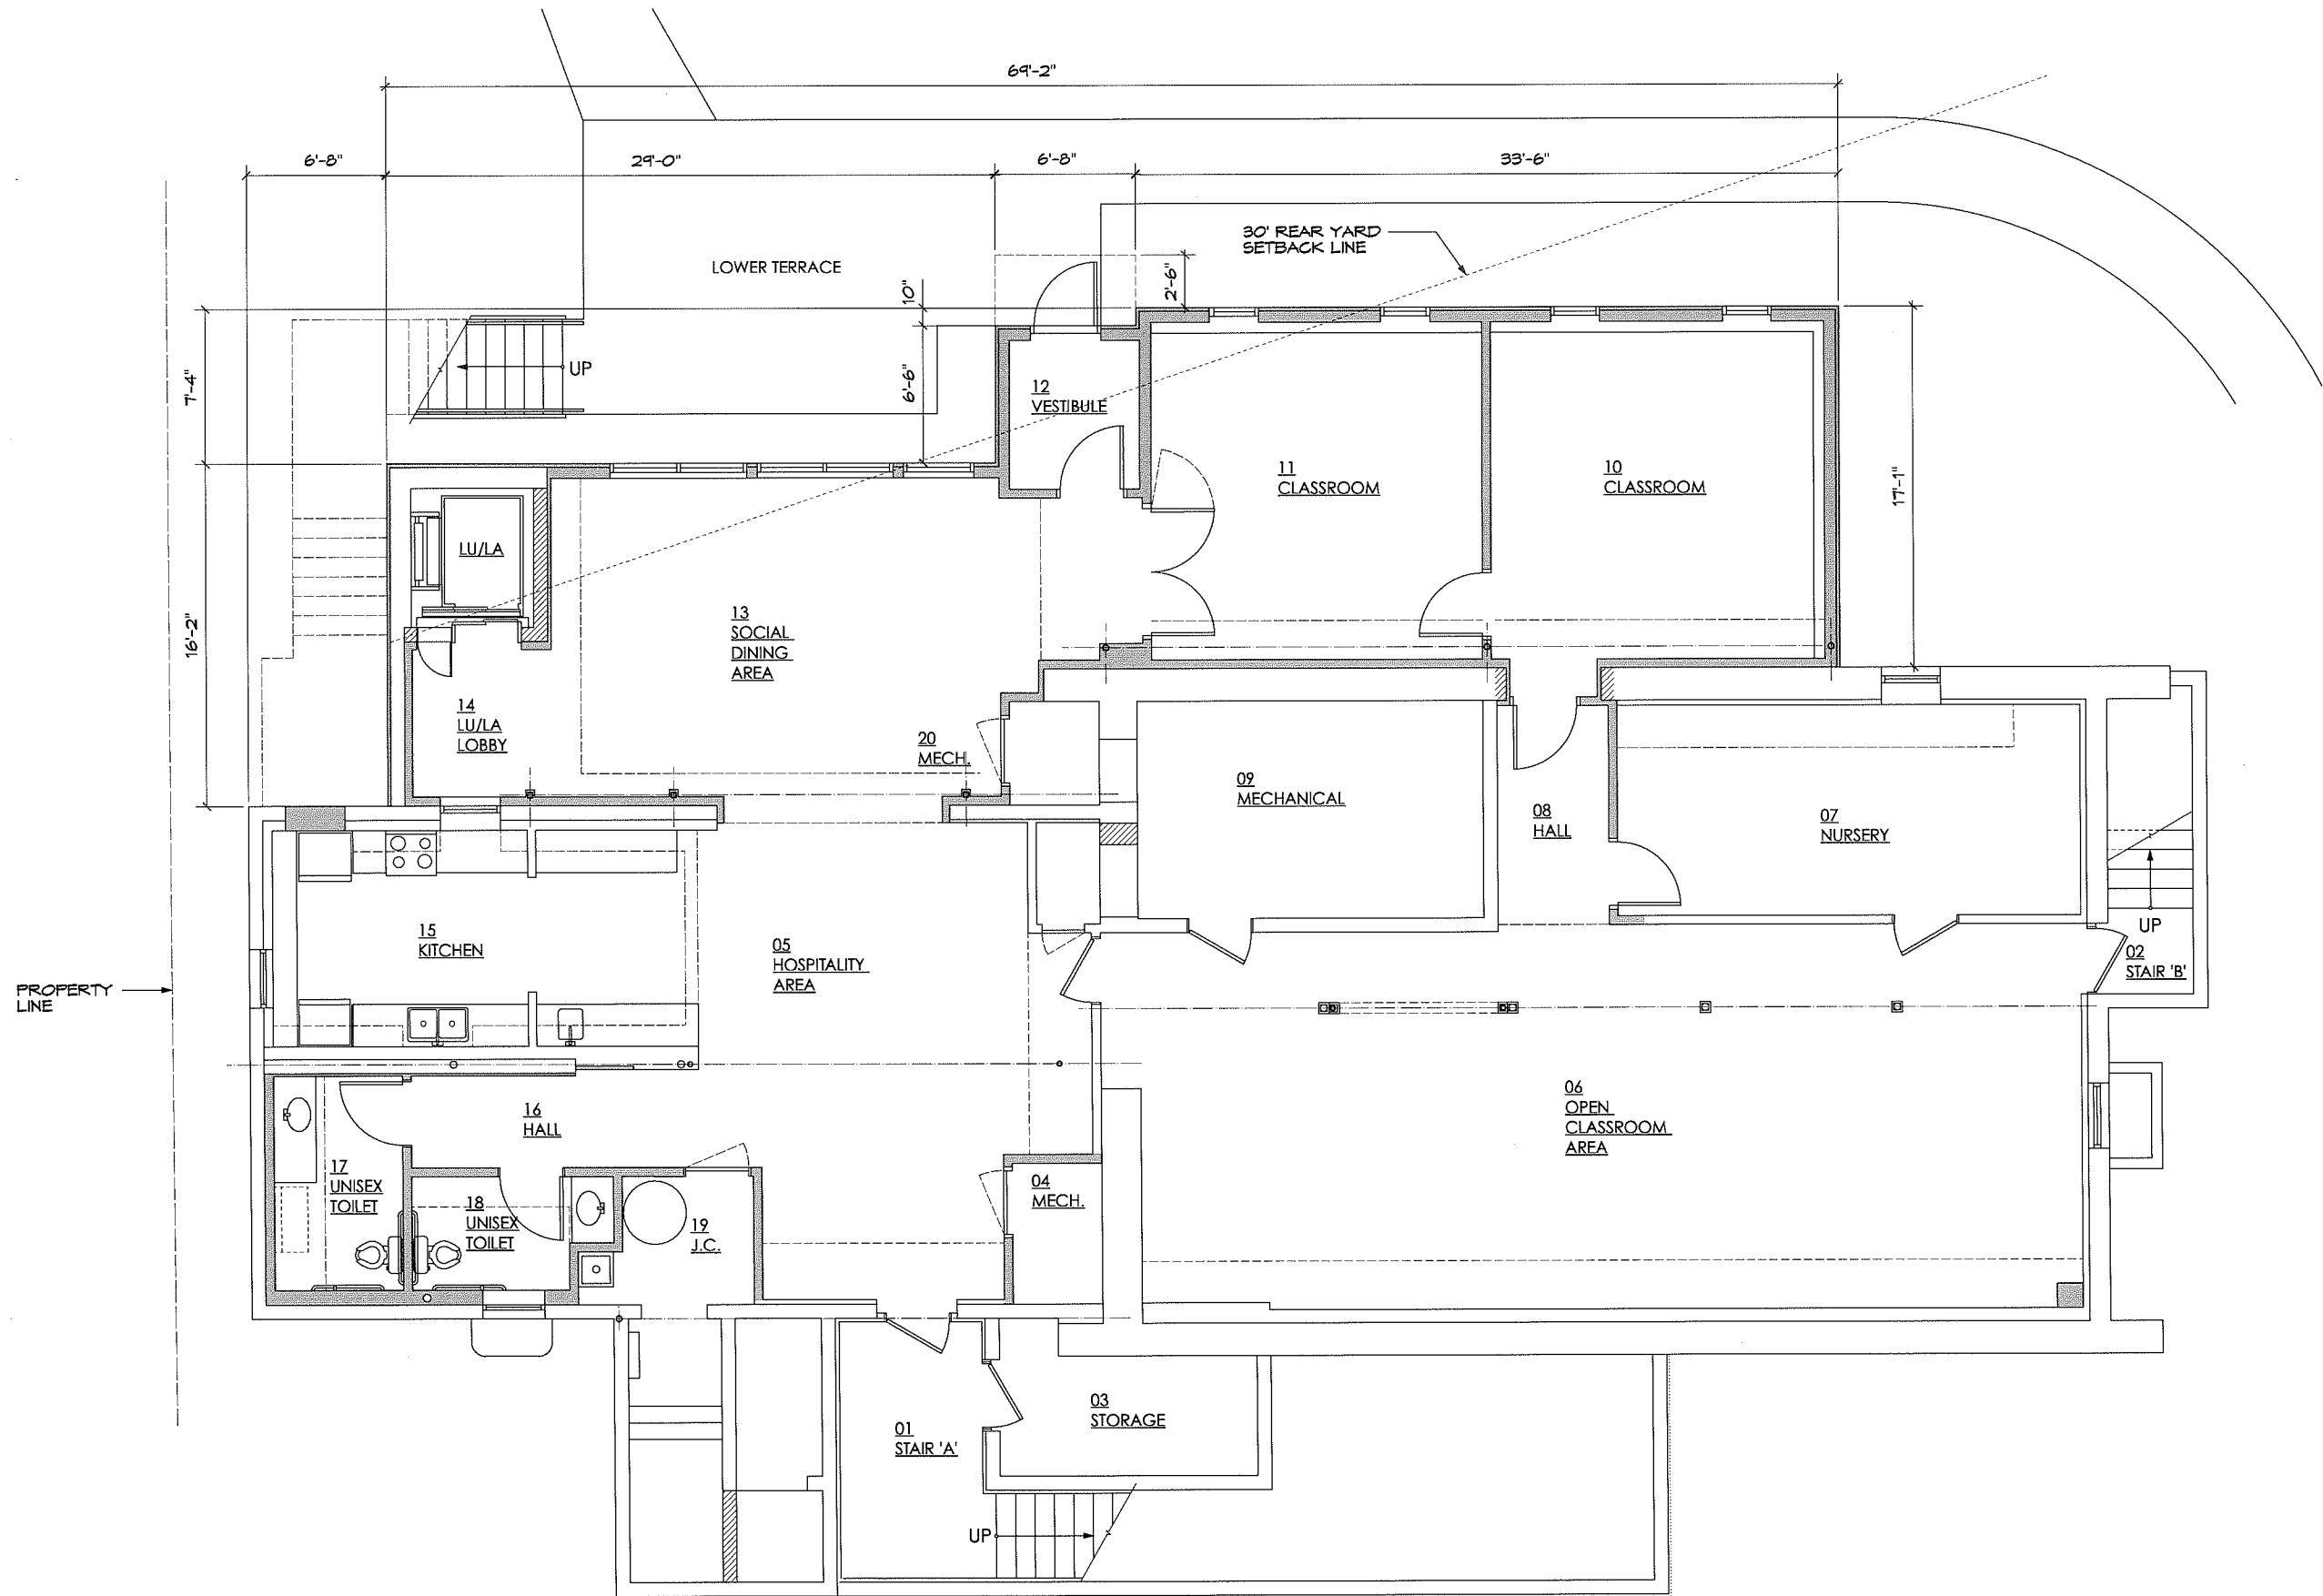 69'-2"
6'-8"
29'-0"
6'-8"
33'-6"
30' REAR YARD
SETBACK LINE
LOWER TERRACE
10"
2'-6"
7'-4"
UP
6'-6"
12
VESTIBULE
11
CLASSROOM
10
CLASSROOM
17'-1"
LU/LA
16'-2"
13
SOCIAL
DINING
AREA
14
LU/LA
LOBBY
20
MECH.
09
MECHANICAL
08
HALL
07
NURSERY
UP
02
STAIR 'B'
15
KITCHEN
05
HOSPITALITY
AREA
PROPERTY
LINE
06
OPEN
CLASSROOM
AREA
16
HALL
17
UNISEX
TOILET
18
UNISEX
TOILET
19
J.C.
04
MECH.
03
STORAGE
01
STAIR 'A'
UP